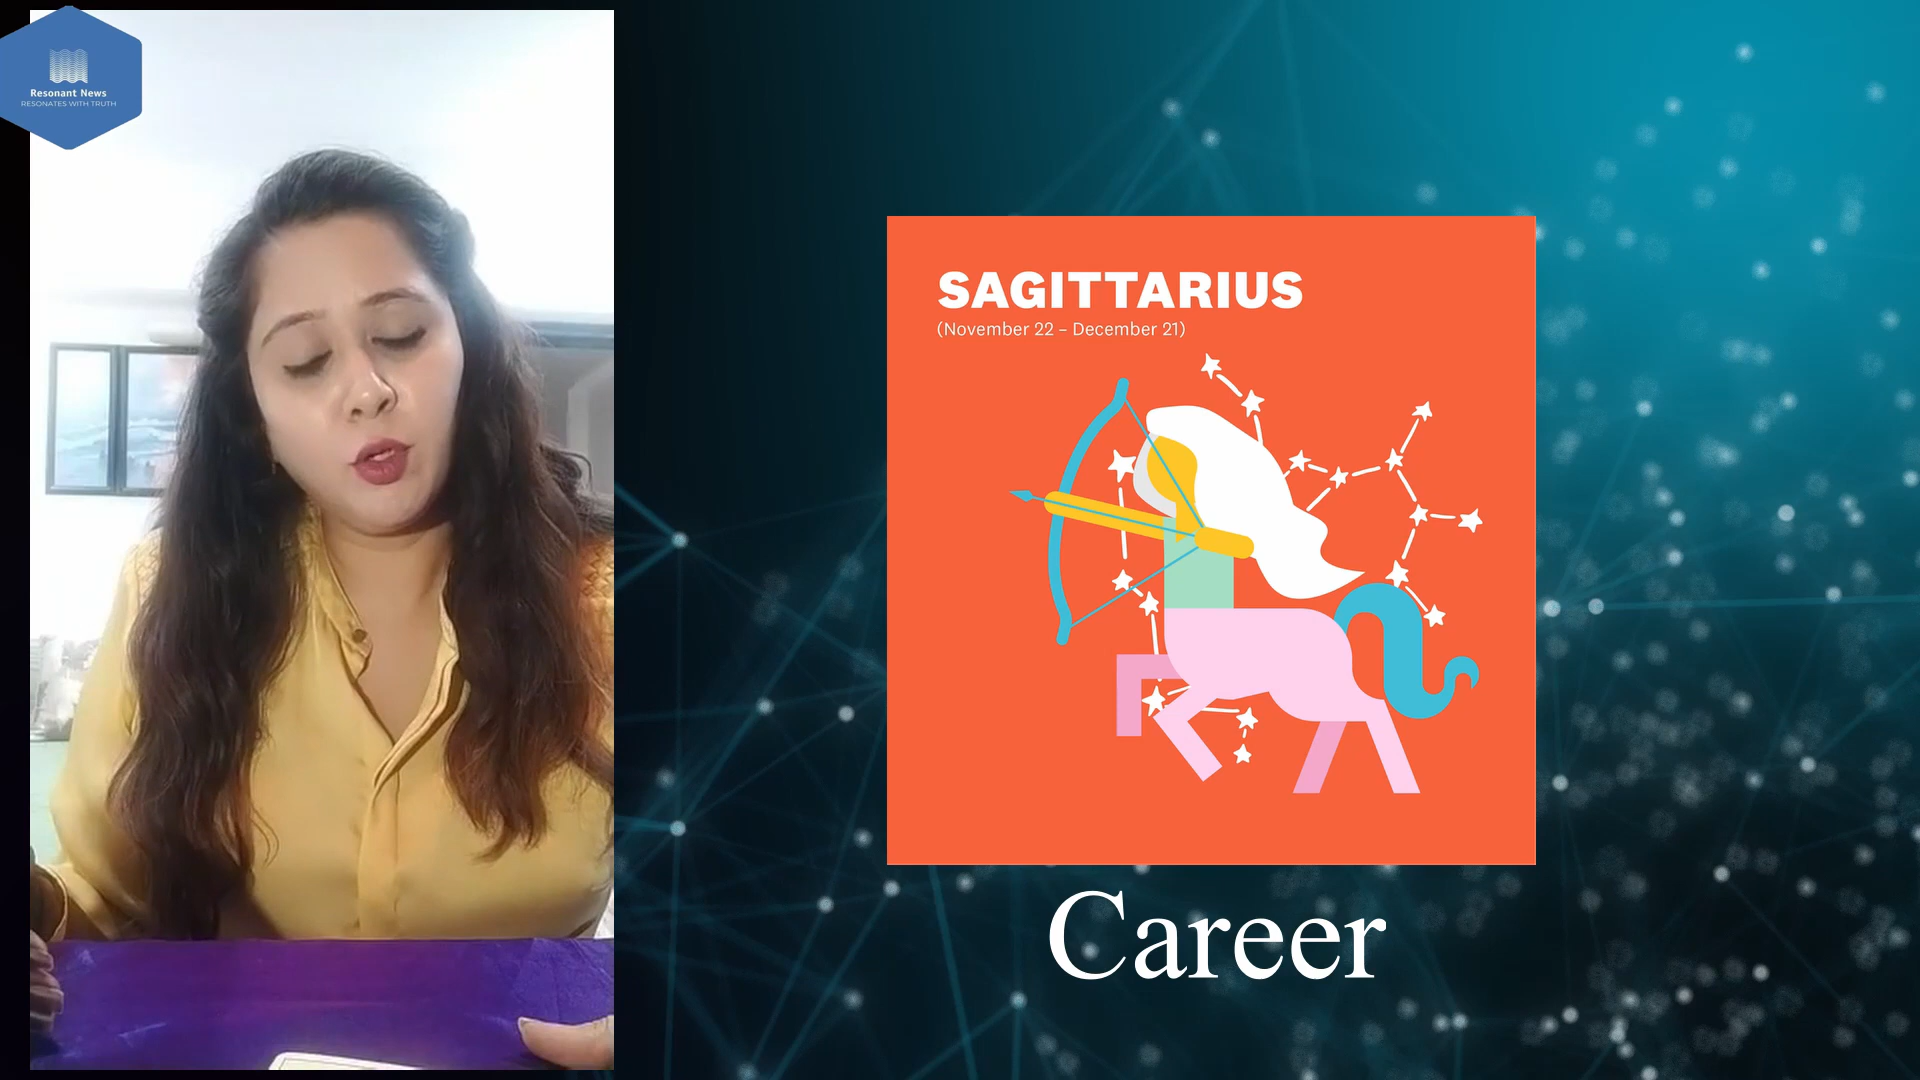 Resonant News
RESONATES WITH TRUTH
SAGITTARIUS
(November 22 – December 21)
Career